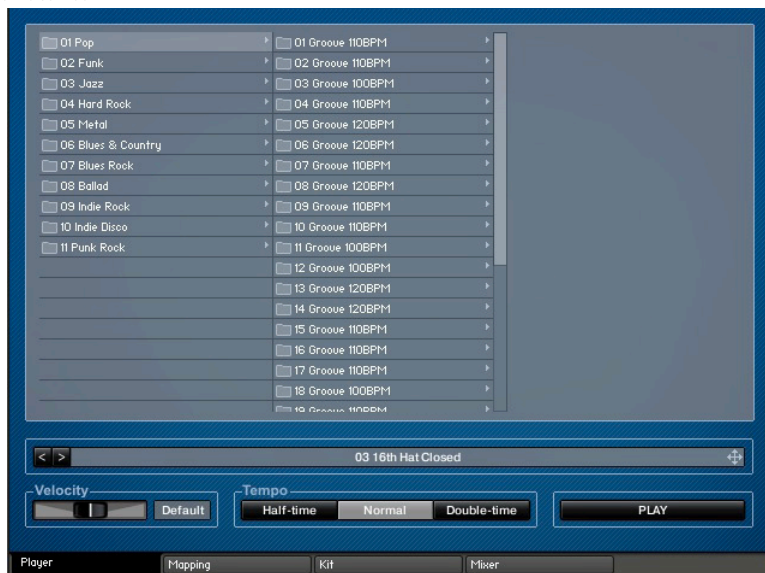 01 Pop
02 Funk
03 Jazz
04 Hard Rock
05 Metal
06 Blues & Country
07 Blues Rock
08 Ballad
09 Indie Rock
10 Indie Disco
11 Punk Rock
01 Groove 110BPM
02 Groove 110BPM
03 Groove 100BPM
04 Groove 110BPM
05 Groove 120BPM
06 Groove 120BPM
07 Groove 110BPM
08 Groove 120BPM
09 Groove 110BPM
10 Groove 110BPM
11 Groove 100BPM
12 Groove 100BPM
13 Groove 120BPM
14 Groove 120BPM
15 Groove 110BPM
16 Groove 110BPM
17 Groove 110BPM
18 Groove 100BPM
19 Groove 110BPM
< > 03 16th Hat Closed
Velocity
Default
Tempo
Half-time Normal Double-time
PLAY
Player Mapping Kit Mixer